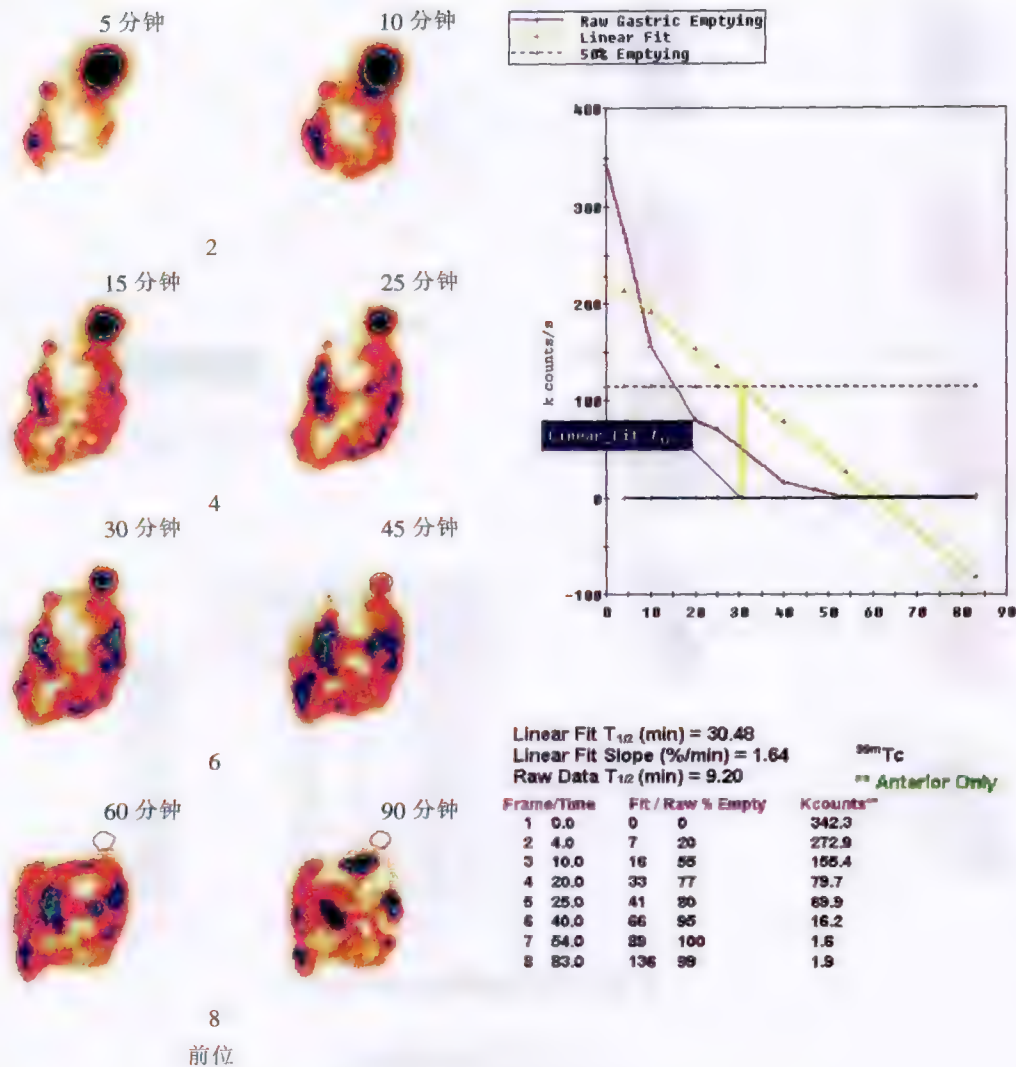 5 分钟
10 分钟
2
15 分钟
25 分钟
4
30 分钟
45 分钟
6
60 分钟
90 分钟
8
前位
Raw Gastric Emptying
Linear Fit
50% Emptying
k counts/s
400
300
200
100
0
-100
Linear Fit
0 10 20 30 40 50 60 70 80 90
Linear Fit T1/2 (min) = 30.48
Linear Fit Slope (%/min) = 1.64
Raw Data T1/2 (min) = 9.20
99mTc
** Anterior Only
Frame/Time Fit / Raw % Empty Kcounts**
1 0.0 0 0 342.3
2 4.0 7 20 272.9
3 10.0 16 55 155.4
4 20.0 33 77 79.7
5 25.0 41 80 69.9
6 40.0 66 95 16.2
7 54.0 89 100 1.6
8 83.0 136 99 1.9